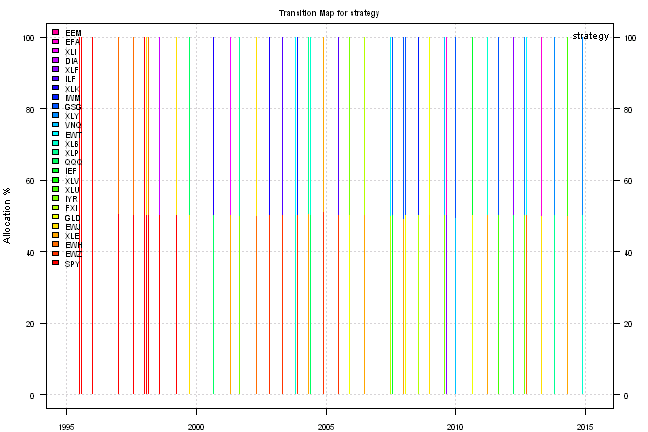 Transition Map for strategy
strategy
EEM
EFA
XLI
DIA
XLF
ILF
XLK
IWM
GSG
XLY
VNQ
EWT
XLB
XLP
QQQ
IEF
XLV
XLU
IYR
FXI
GLD
EWJ
XLE
EWH
EWZ
SPY
Allocation %
100
80
60
40
20
0
100
80
60
40
20
0
1995 2000 2005 2010 2015